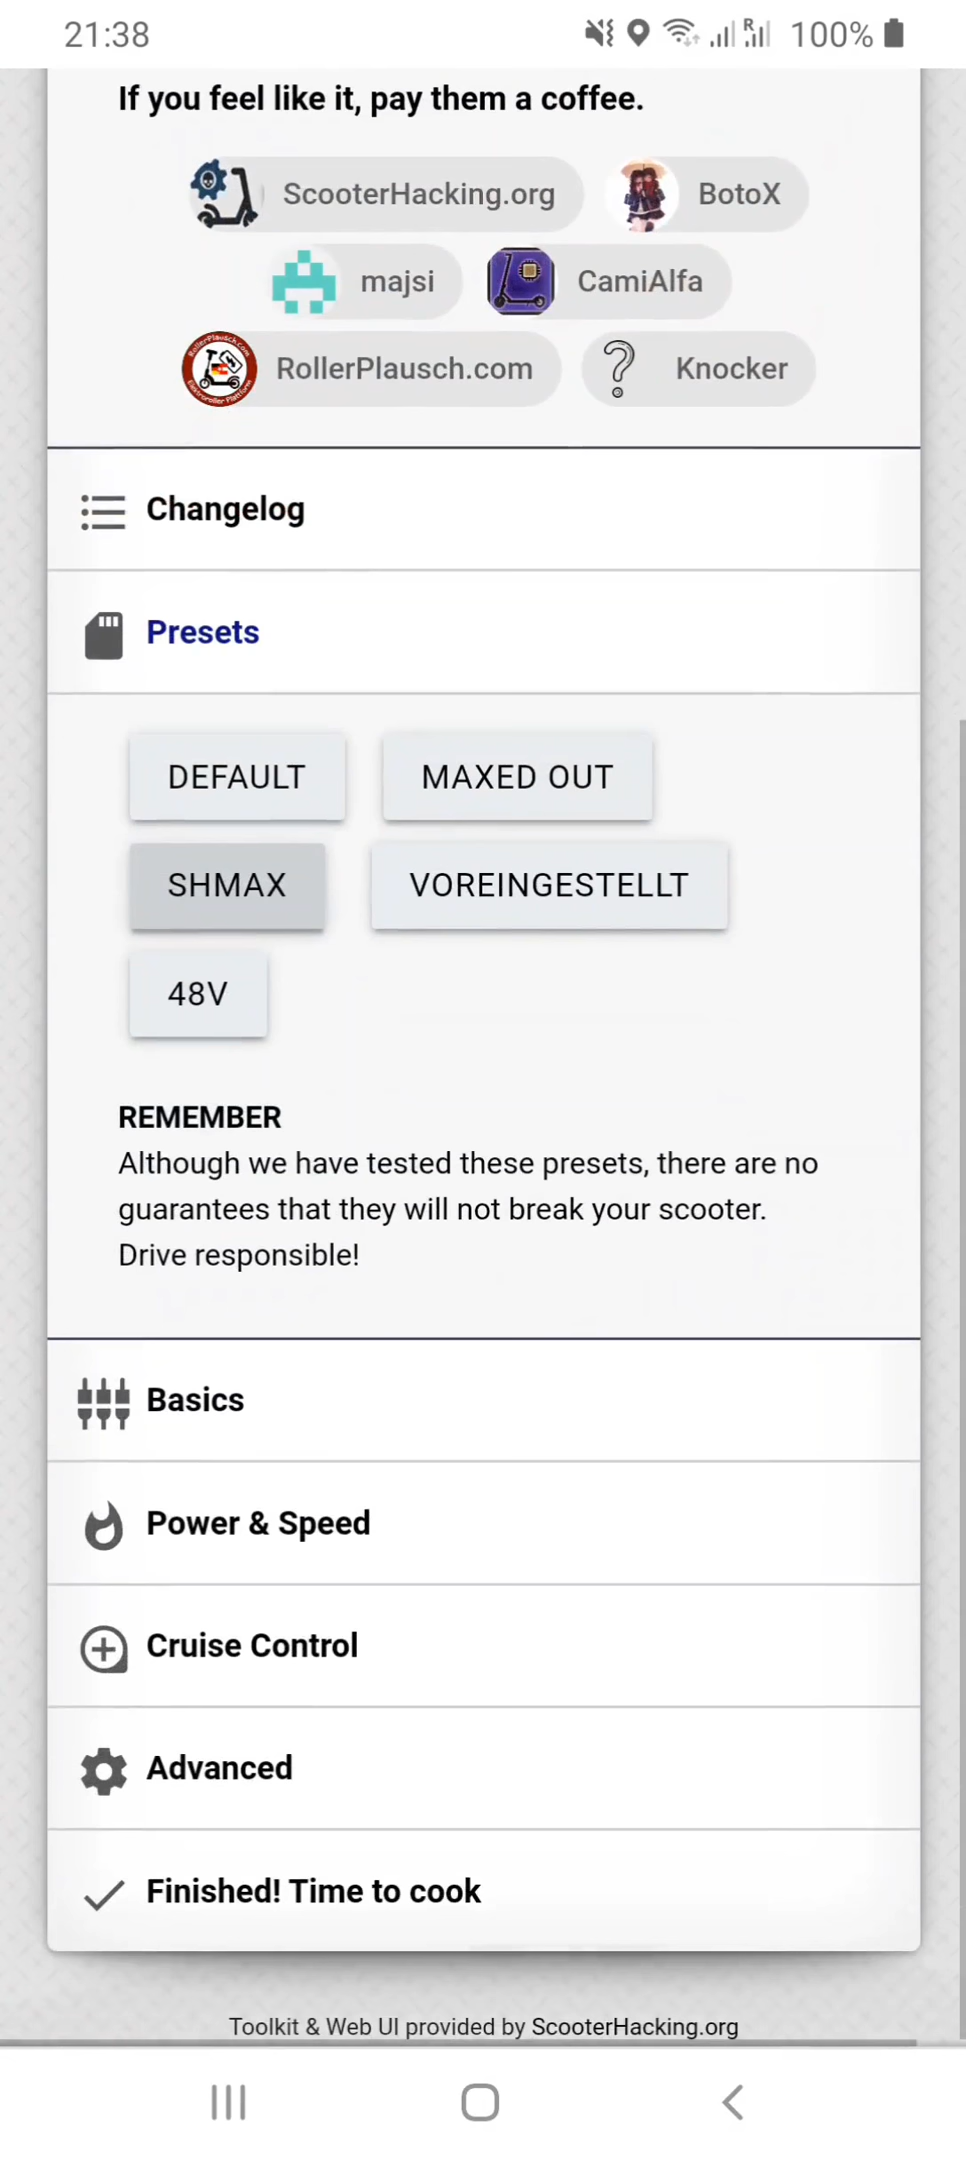 21:38
R
100%
If you feel like it, pay them a coffee.
ScooterHacking.org
BotoX
majsi
CamiAlfa
RollerPlausch.com
Knocker
Changelog
Presets
DEFAULT
MAXED OUT
SHMAX
VOREINGESTELLT
48V
REMEMBER
Although we have tested these presets, there are no
guarantees that they will not break your scooter.
Drive responsible!
Basics
Power & Speed
Cruise Control
Advanced
Finished! Time to cook
Toolkit & Web UI provided by ScooterHacking.org